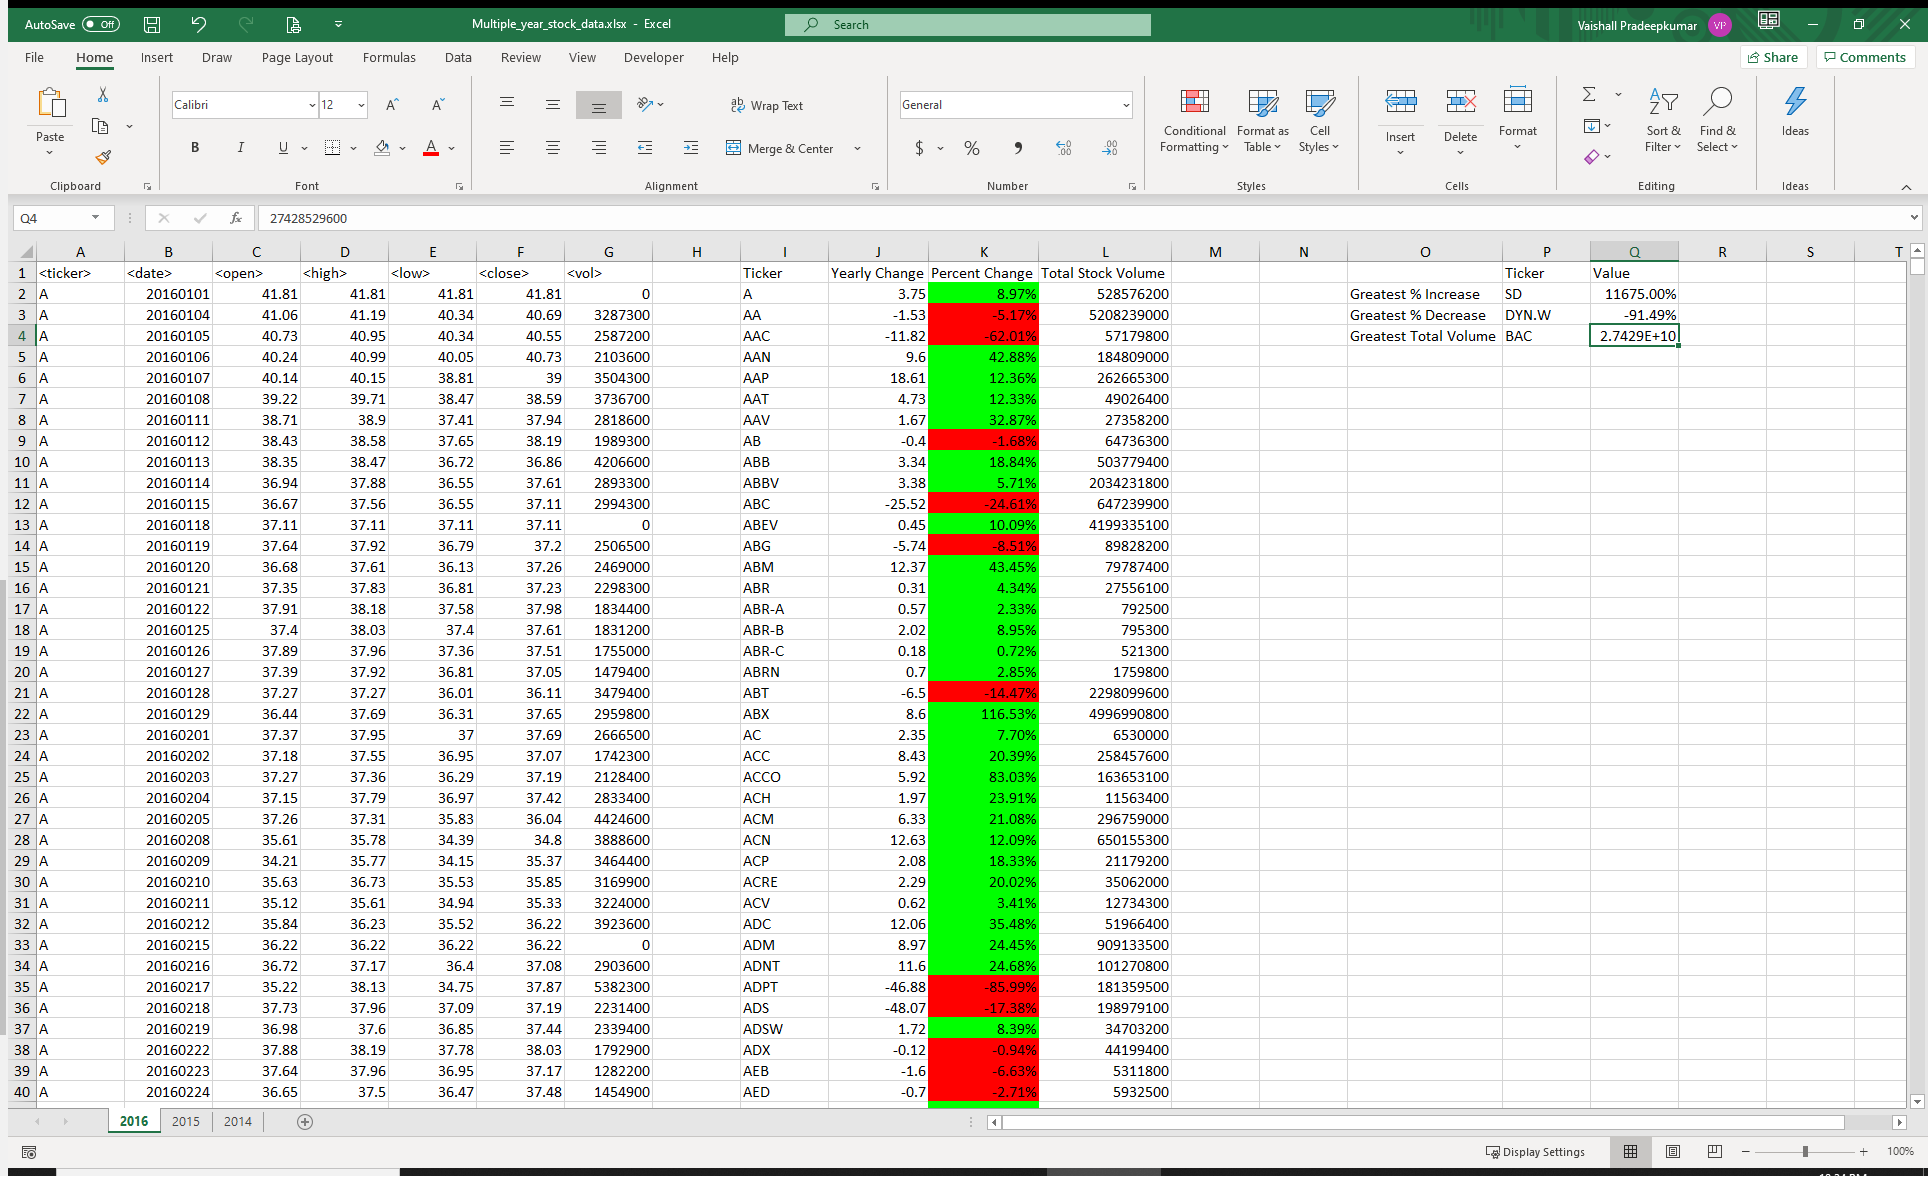 AutoSave Off Multiple_year_stock_data.xlsx - Excel Search Vaishall Pradeepkumar VP
File Home Insert Draw Page Layout Formulas Data Review View Developer Help Share Comments
Paste Calibri 12 A^ Aˇ ab Wrap Text General Conditional Formatting Format as Table Cell Styles Insert Delete Format Σ Sort & Filter Find & Select Ideas
B I U A Merge & Center $ % , .00
Clipboard Font Alignment Number Styles Cells Editing Ideas
Q4 fx 27428529600
A B C D E F G H I J K L M N O P Q R S T
1 <ticker> <date> <open> <high> <low> <close> <vol> Ticker Yearly Change Percent Change Total Stock Volume Ticker Value
2 A 20160101 41.81 41.81 41.81 41.81 0 A 3.75 8.97% 528576200 Greatest % Increase SD 11675.00%
3 A 20160104 41.06 41.19 40.34 40.69 3287300 AA -1.53 -5.17% 5208239000 Greatest % Decrease DYN.W -91.49%
4 A 20160105 40.73 40.95 40.34 40.55 2587200 AAC -11.82 -62.01% 57179800 Greatest Total Volume BAC 2.7429E+10
5 A 20160106 40.24 40.99 40.05 40.73 2103600 AAN 9.6 42.88% 184809000
6 A 20160107 40.14 40.15 38.81 39 3504300 AAP 18.61 12.36% 262665300
7 A 20160108 39.22 39.71 38.47 38.59 3736700 AAT 4.73 12.33% 49026400
8 A 20160111 38.71 38.9 37.41 37.94 2818600 AAV 1.67 32.87% 27358200
9 A 20160112 38.43 38.58 37.65 38.19 1989300 AB -0.4 -1.68% 64736300
10 A 20160113 38.35 38.47 36.72 36.86 4206600 ABB 3.34 18.84% 503779400
11 A 20160114 36.94 37.88 36.55 37.61 2893300 ABBV 3.38 5.71% 2034231800
12 A 20160115 36.67 37.56 36.55 37.11 2994300 ABC -25.52 -24.61% 647239900
13 A 20160118 37.11 37.11 37.11 37.11 0 ABEV 0.45 10.09% 4199335100
14 A 20160119 37.64 37.92 36.79 37.2 2506500 ABG -5.74 -8.51% 89828200
15 A 20160120 36.68 37.61 36.13 37.26 2469000 ABM 12.37 43.45% 79787400
16 A 20160121 37.35 37.83 36.81 37.23 2298300 ABR 0.31 4.34% 27556100
17 A 20160122 37.91 38.18 37.58 37.98 1834400 ABR-A 0.57 2.33% 792500
18 A 20160125 37.4 38.03 37.4 37.61 1831200 ABR-B 2.02 8.95% 795300
19 A 20160126 37.89 37.96 37.36 37.51 1755000 ABR-C 0.18 0.72% 521300
20 A 20160127 37.39 37.92 36.81 37.05 1479400 ABRN 0.7 2.85% 1759800
21 A 20160128 37.27 37.27 36.01 36.11 3479400 ABT -6.5 -14.47% 2298099600
22 A 20160129 36.44 37.69 36.31 37.65 2959800 ABX 8.6 116.53% 4996990800
23 A 20160201 37.37 37.95 37 37.69 2666500 AC 2.35 7.70% 6530000
24 A 20160202 37.18 37.55 36.95 37.07 1742300 ACC 8.43 20.39% 258457600
25 A 20160203 37.27 37.36 36.29 37.19 2128400 ACCO 5.92 83.03% 163653100
26 A 20160204 37.15 37.79 36.97 37.42 2833400 ACH 1.97 23.91% 11563400
27 A 20160205 37.26 37.31 35.83 36.04 4424600 ACM 6.33 21.08% 296759000
28 A 20160208 35.61 35.78 34.39 34.8 3888600 ACN 12.63 12.09% 650155300
29 A 20160209 34.21 35.77 34.15 35.37 3464400 ACP 2.08 18.33% 21179200
30 A 20160210 35.63 36.73 35.53 35.85 3169900 ACRE 2.29 20.02% 35062000
31 A 20160211 35.12 35.61 34.94 35.33 3224000 ACV 0.62 3.41% 12734300
32 A 20160212 35.84 36.23 35.52 36.22 3923600 ADC 12.06 35.48% 51966400
33 A 20160215 36.22 36.22 36.22 36.22 0 ADM 8.97 24.45% 909133500
34 A 20160216 36.72 37.17 36.4 37.08 2903600 ADNT 11.6 24.68% 101270800
35 A 20160217 35.22 38.13 34.75 37.87 5382300 ADPT -46.88 -85.99% 181359500
36 A 20160218 37.73 37.96 37.09 37.19 2231400 ADS -48.07 -17.38% 198979100
37 A 20160219 36.98 37.6 36.85 37.44 2339400 ADSW 1.72 8.39% 34703200
38 A 20160222 37.88 38.19 37.78 38.03 1792900 ADX -0.12 -0.94% 44199400
39 A 20160223 37.64 37.96 36.95 37.17 1282200 AEB -1.6 -6.63% 5311800
40 A 20160224 36.65 37.5 36.47 37.48 1454900 AED -0.7 -2.71% 5932500
2016 2015 2014
Display Settings 100%